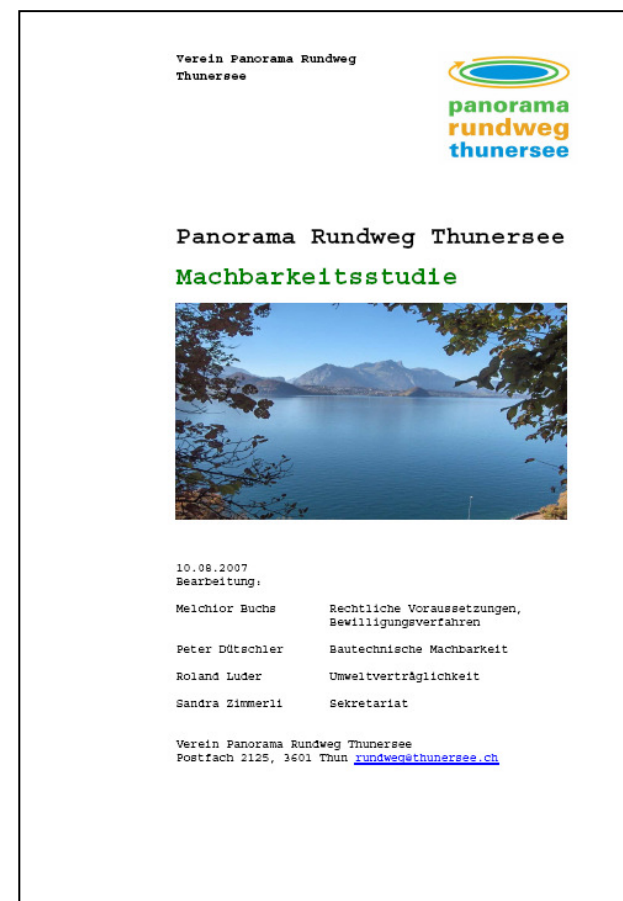 Verein Panorama Rundweg
Thunersee
panorama
rundweg
thunersee
Panorama Rundweg Thunersee
Machbarkeitsstudie
10.08.2007
Bearbeitung:
Melchior Buchs Rechtliche Voraussetzungen,
Bewilligungsverfahren
Peter Dütschler Bautechnische Machbarkeit
Roland Luder Umweltverträglichkeit
Sandra Zimmerli Sekretariat
Verein Panorama Rundweg Thunersee
Postfach 2125, 3601 Thun rundweg@thunersee.ch